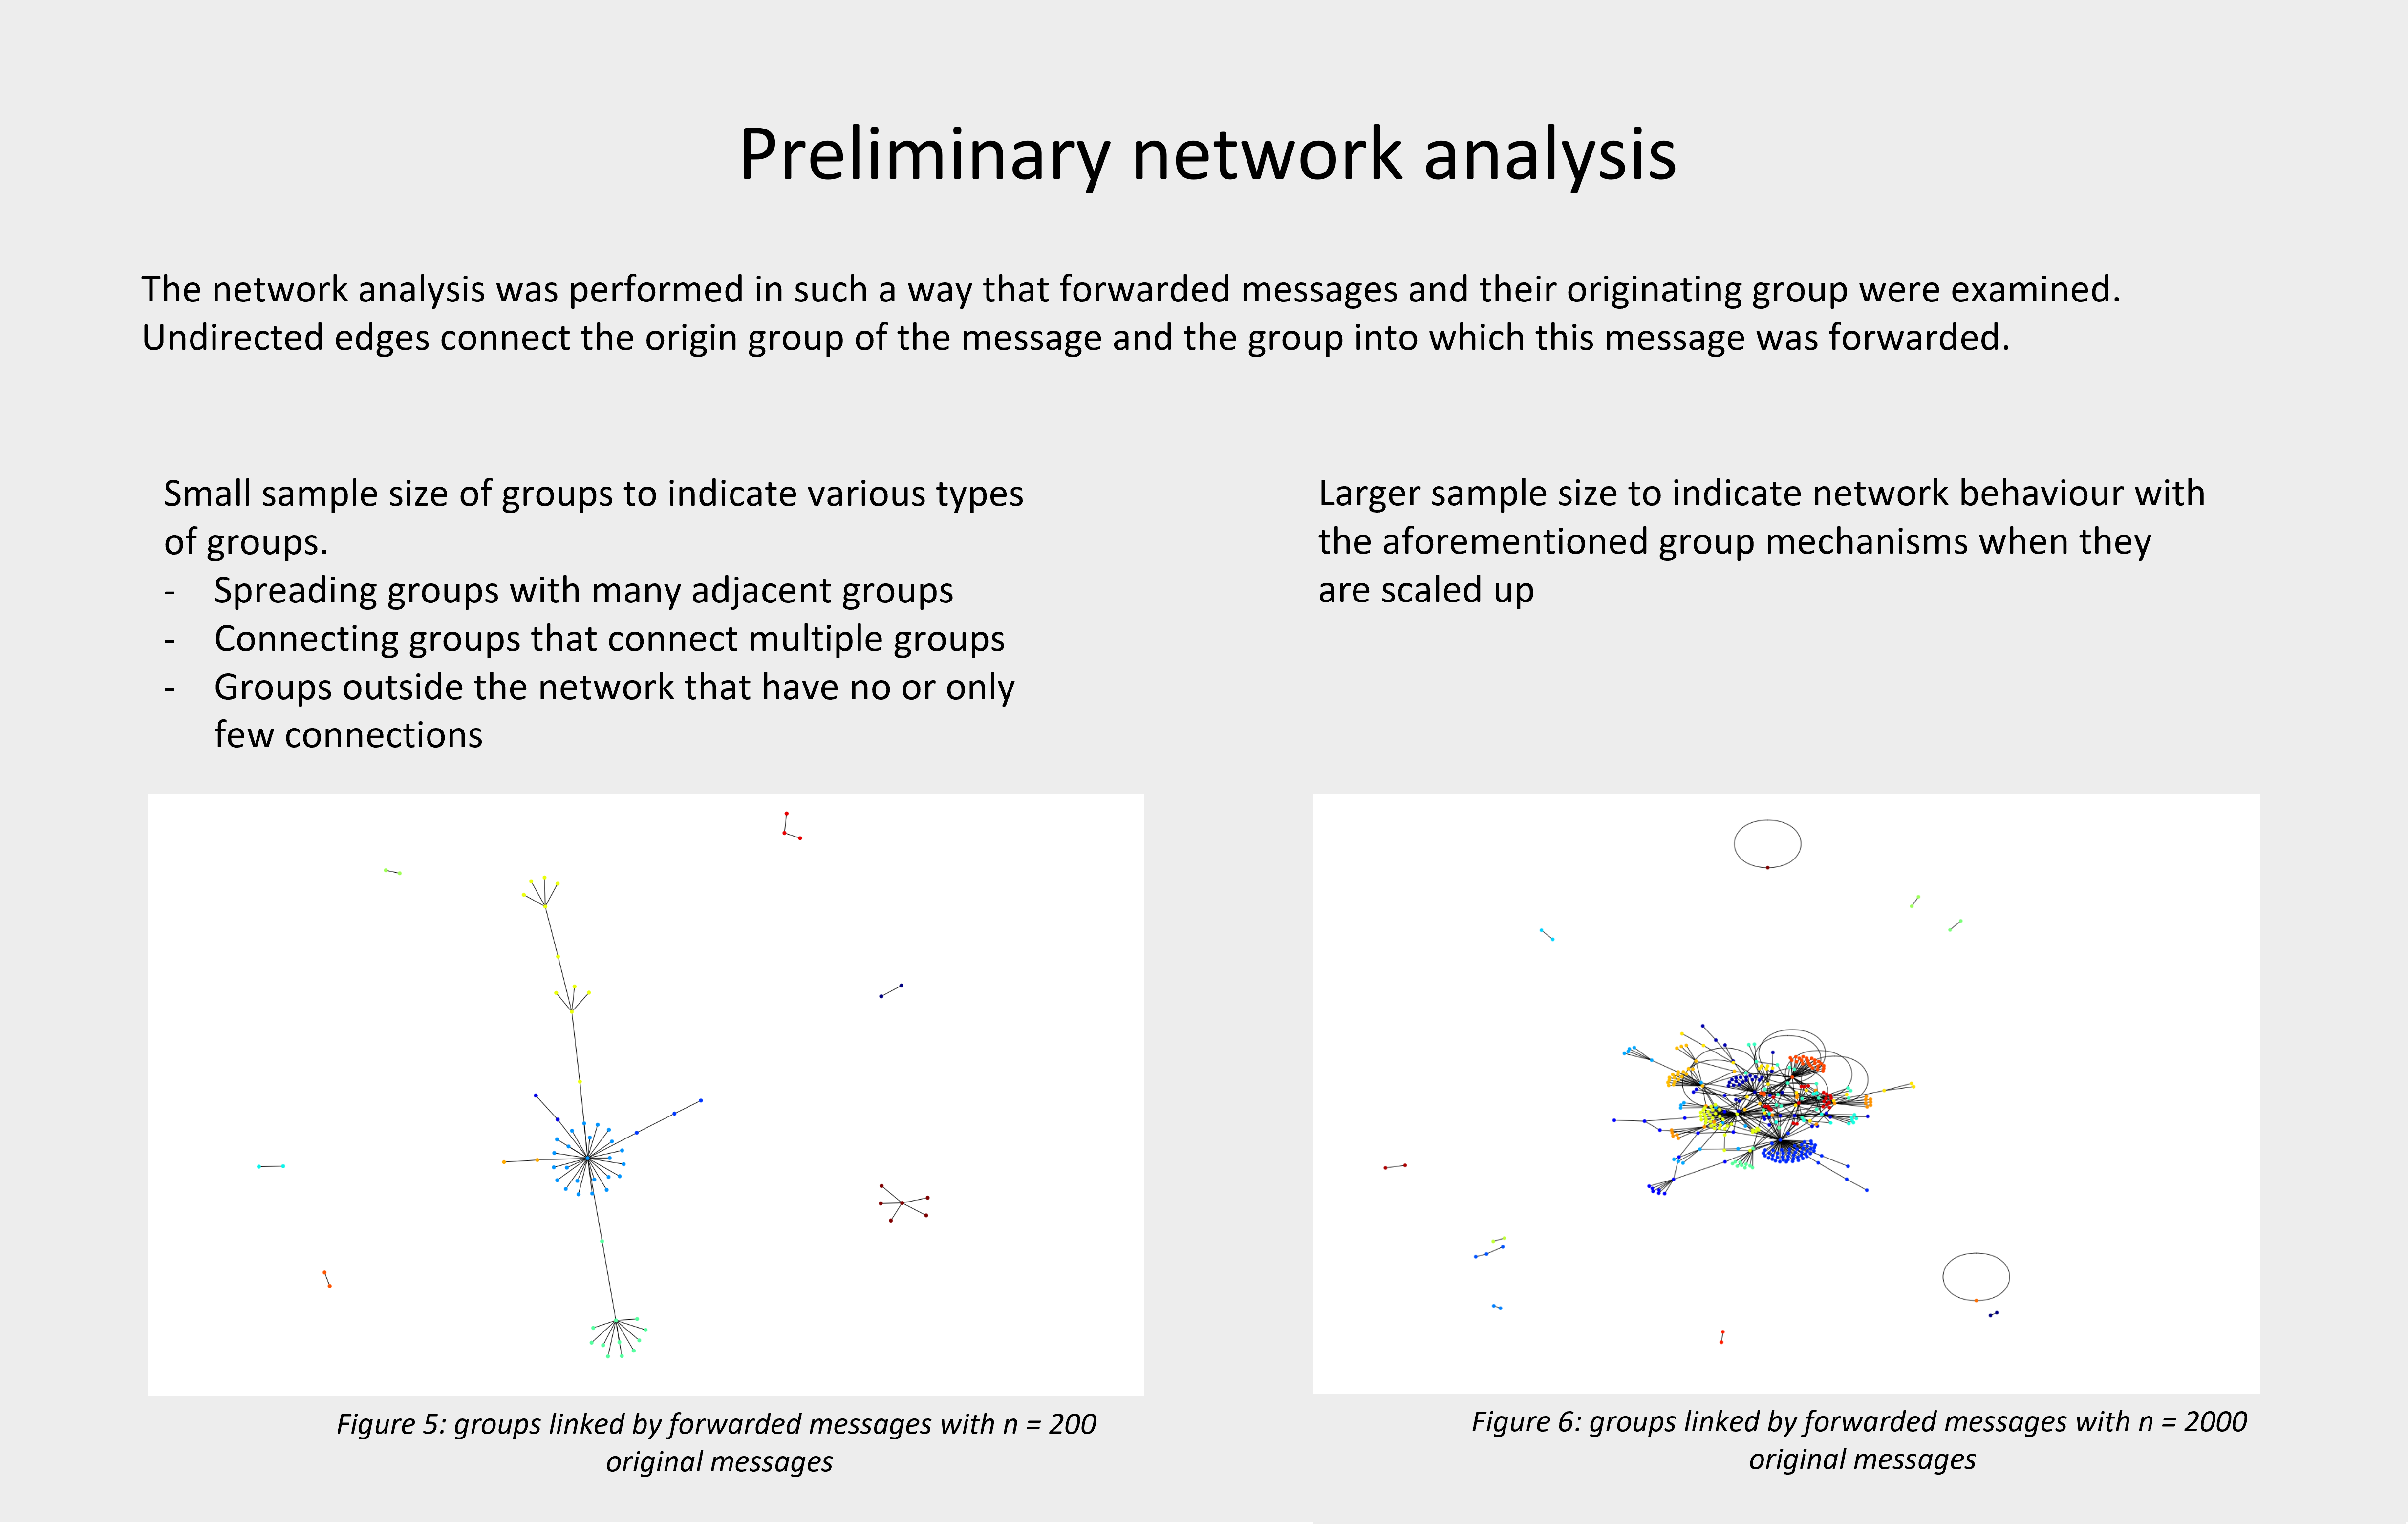 Preliminary network analysis
The network analysis was performed in such a way that forwarded messages and their originating group were examined.
Undirected edges connect the origin group of the message and the group into which this message was forwarded.
Small sample size of groups to indicate various types
of groups.
- Spreading groups with many adjacent groups
- Connecting groups that connect multiple groups
- Groups outside the network that have no or only
few connections
Larger sample size to indicate network behaviour with
the aforementioned group mechanisms when they
are scaled up
Figure 5: groups linked by forwarded messages with n = 200
original messages
Figure 6: groups linked by forwarded messages with n = 2000
original messages